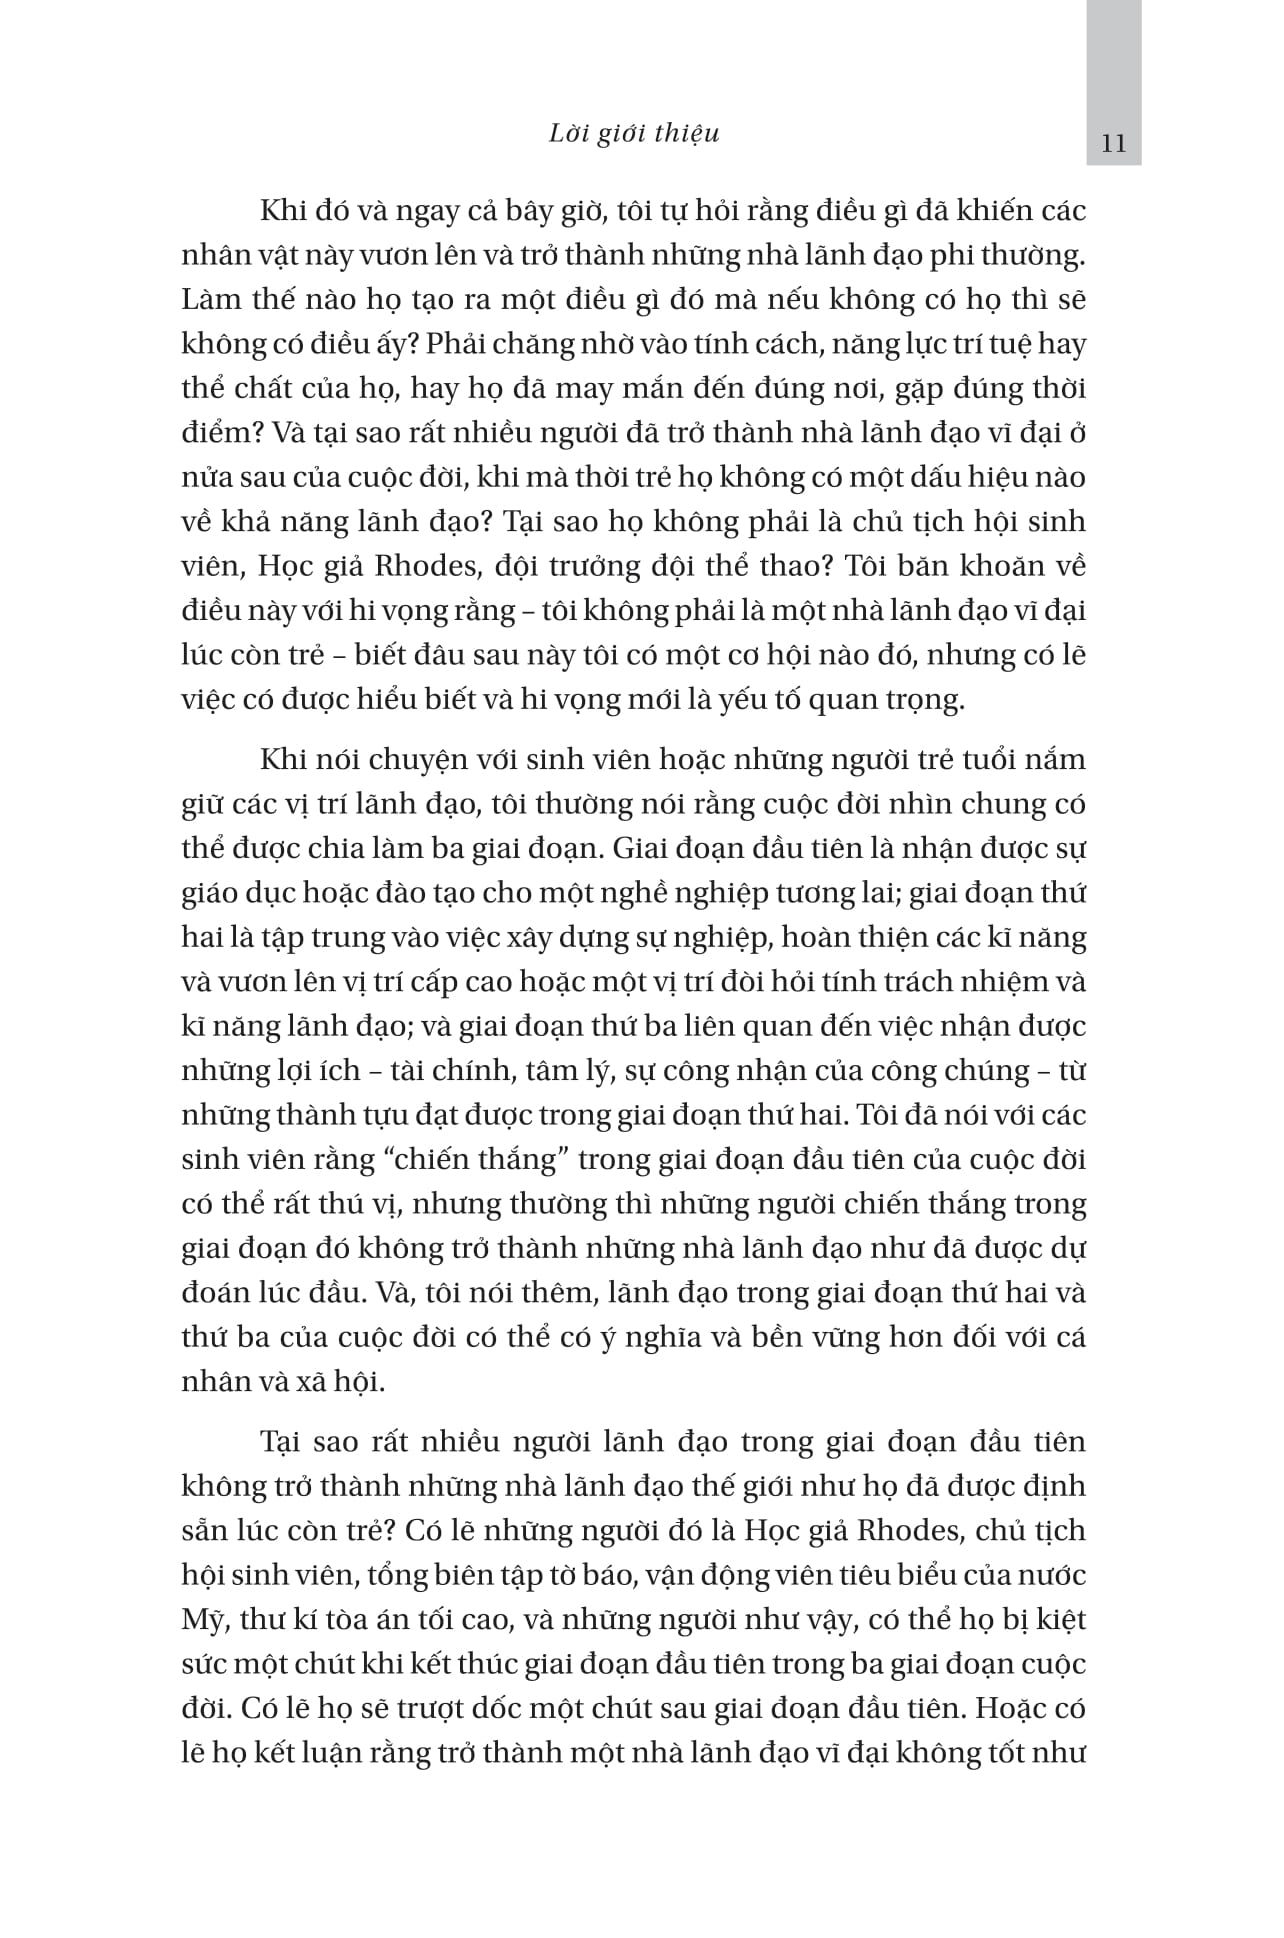 Lời giới thiệu
11
Khi đó và ngay cả bây giờ, tôi tự hỏi rằng điều gì đã khiến các
nhân vật này vươn lên và trở thành những nhà lãnh đạo phi thường.
Làm thế nào họ tạo ra một điều gì đó mà nếu không có họ thì sẽ
không có điều ấy? Phải chăng nhờ vào tính cách, năng lực trí tuệ hay
thể chất của họ, hay họ đã may mắn đến đúng nơi, gặp đúng thời
điểm? Và tại sao rất nhiều người đã trở thành nhà lãnh đạo vĩ đại ở
nửa sau của cuộc đời, khi mà thời trẻ họ không có một dấu hiệu nào
về khả năng lãnh đạo? Tại sao họ không phải là chủ tịch hội sinh
viên, Học giả Rhodes, đội trưởng đội thể thao? Tôi băn khoăn về
điều này với hi vọng rằng – tôi không phải là một nhà lãnh đạo vĩ đại
lúc còn trẻ – biết đâu sau này tôi có một cơ hội nào đó, nhưng có lẽ
việc có được hiểu biết và hi vọng mới là yếu tố quan trọng.
Khi nói chuyện với sinh viên hoặc những người trẻ tuổi nắm
giữ các vị trí lãnh đạo, tôi thường nói rằng cuộc đời nhìn chung có
thể được chia làm ba giai đoạn. Giai đoạn đầu tiên là nhận được sự
giáo dục hoặc đào tạo cho một nghề nghiệp tương lai; giai đoạn thứ
hai là tập trung vào việc xây dựng sự nghiệp, hoàn thiện các kĩ năng
và vươn lên vị trí cấp cao hoặc một vị trí đòi hỏi tính trách nhiệm và
kĩ năng lãnh đạo; và giai đoạn thứ ba liên quan đến việc nhận được
những lợi ích – tài chính, tâm lý, sự công nhận của công chúng – từ
những thành tựu đạt được trong giai đoạn thứ hai. Tôi đã nói với các
sinh viên rằng “chiến thắng” trong giai đoạn đầu tiên của cuộc đời
có thể rất thú vị, nhưng thường thì những người chiến thắng trong
giai đoạn đó không trở thành những nhà lãnh đạo như đã được dự
đoán lúc đầu. Và, tôi nói thêm, lãnh đạo trong giai đoạn thứ hai và
thứ ba của cuộc đời có thể có ý nghĩa và bền vững hơn đối với cá
nhân và xã hội.
Tại sao rất nhiều người lãnh đạo trong giai đoạn đầu tiên
không trở thành những nhà lãnh đạo thế giới như họ đã được định
sẵn lúc còn trẻ? Có lẽ những người đó là Học giả Rhodes, chủ tịch
hội sinh viên, tổng biên tập tờ báo, vận động viên tiêu biểu của nước
Mỹ, thư kí tòa án tối cao, và những người như vậy, có thể họ bị kiệt
sức một chút khi kết thúc giai đoạn đầu tiên trong ba giai đoạn cuộc
đời. Có lẽ họ sẽ trượt dốc một chút sau giai đoạn đầu tiên. Hoặc có
lẽ họ kết luận rằng trở thành một nhà lãnh đạo vĩ đại không tốt như